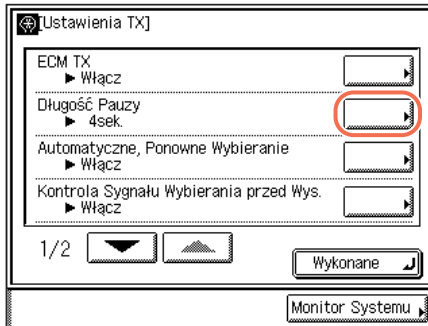 [Ustawienia TX]
ECM TX
► Włącz
Długość Pauzy
► 4sek.
Automatyczne, Ponowne Wybieranie
► Włącz
Kontrola Sygnału Wybierania przed Wys.
► Włącz
1/2
Wykonane
Monitor Systemu